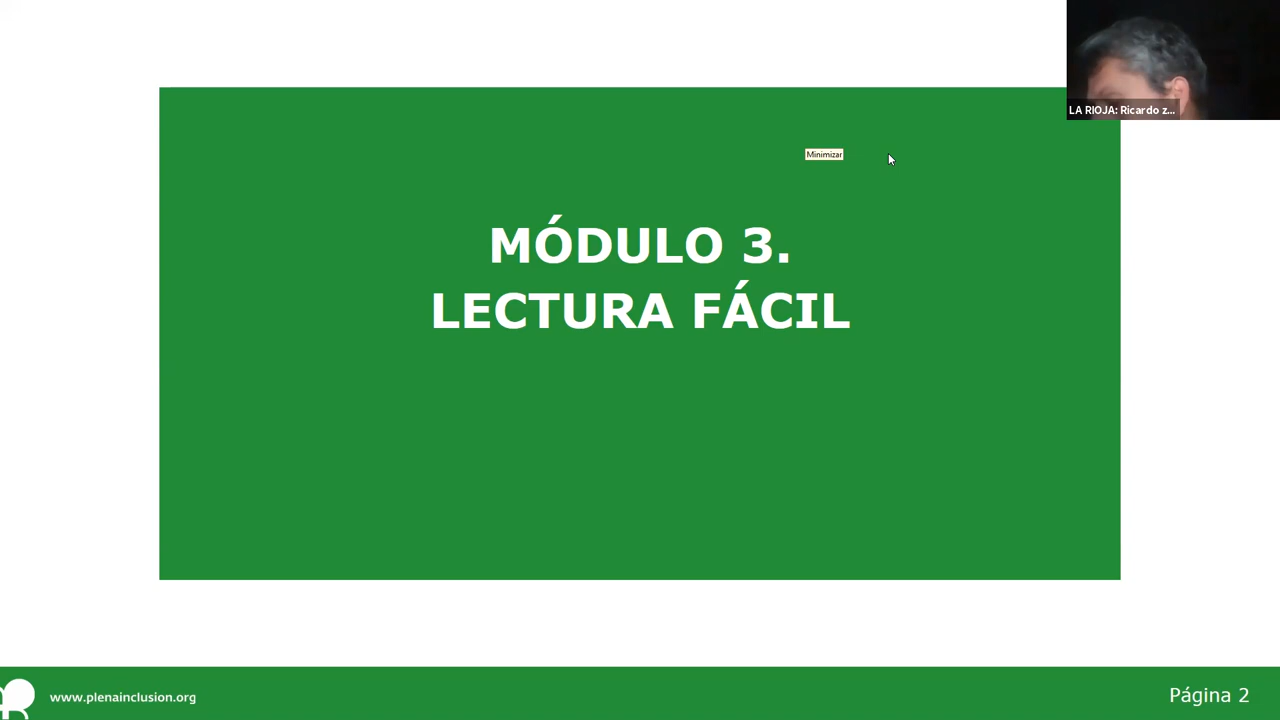 LA RIOJA: Ricardo z...
Minimizar
MÓDULO 3.
LECTURA FÁCIL
www.plenainclusion.org
Página 2